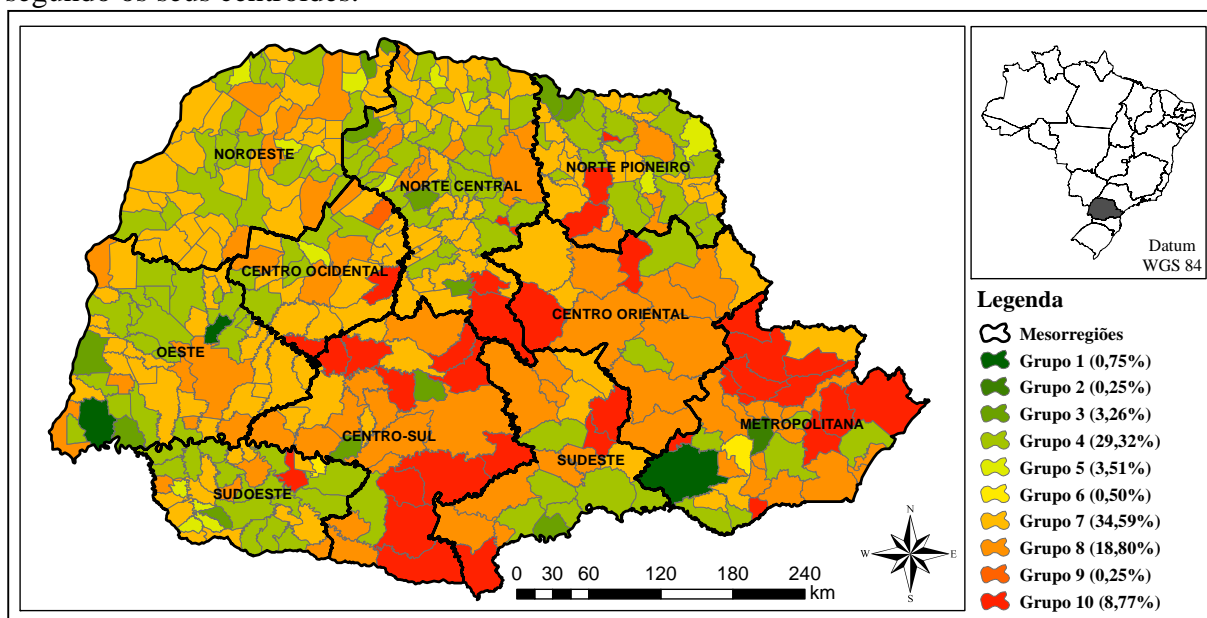 segundo os seus centróides.
NOROESTE
NORTE CENTRAL
NORTE PIONEIRO
CENTRO OCIDENTAL
CENTRO ORIENTAL
OESTE
CENTRO-SUL
METROPOLITANA
SUDESTE
SUDOESTE
N
W E
S
0 30 60 120 180 240
km
Datum
WGS 84
Legenda
Mesorregiões
Grupo 1 (0,75%)
Grupo 2 (0,25%)
Grupo 3 (3,26%)
Grupo 4 (29,32%)
Grupo 5 (3,51%)
Grupo 6 (0,50%)
Grupo 7 (34,59%)
Grupo 8 (18,80%)
Grupo 9 (0,25%)
Grupo 10 (8,77%)